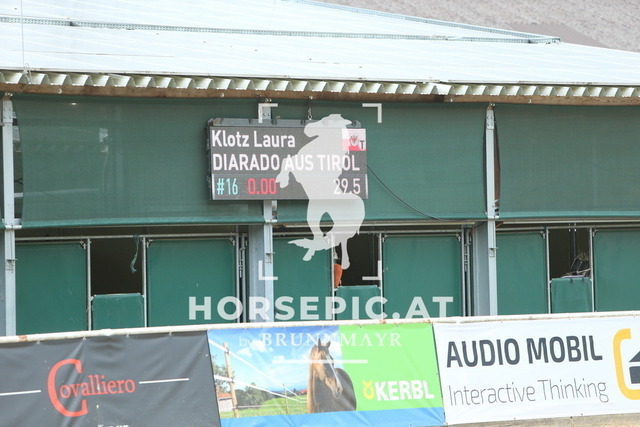 Klotz Laura
T
DIARADO AUS TIROL
#16 0.00 29.5
HORSEPIC.AT
by BRUNNMAYR
Covalliero
KERBL
AUDIO MOBIL
Interactive Thinking